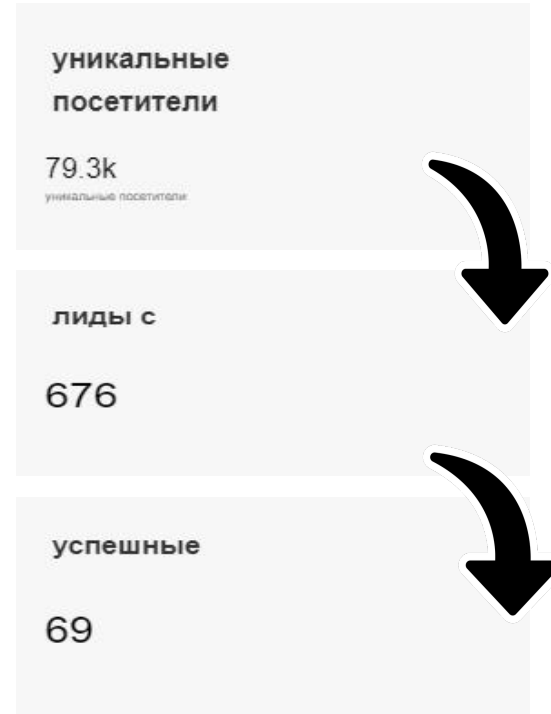 уникальные
посетители
79.3k
уникальные посетители
лиды с
676
успешные
69